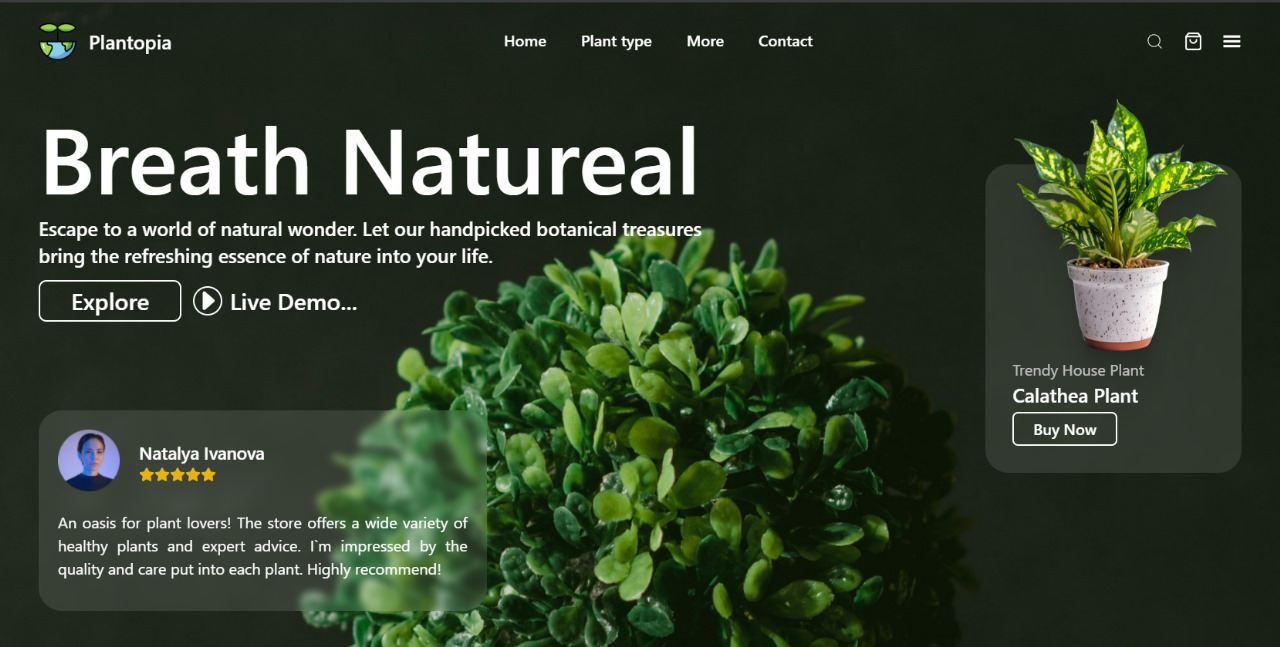 Plantopia
Home
Plant type
More
Contact
Breath Natureal
Escape to a world of natural wonder. Let our handpicked botanical treasures
bring the refreshing essence of nature into your life.
Explore
Live Demo...
Trendy House Plant
Calathea Plant
Buy Now
Natalya Ivanova
An oasis for plant lovers! The store offers a wide variety of
healthy plants and expert advice. I`m impressed by the
quality and care put into each plant. Highly recommend!